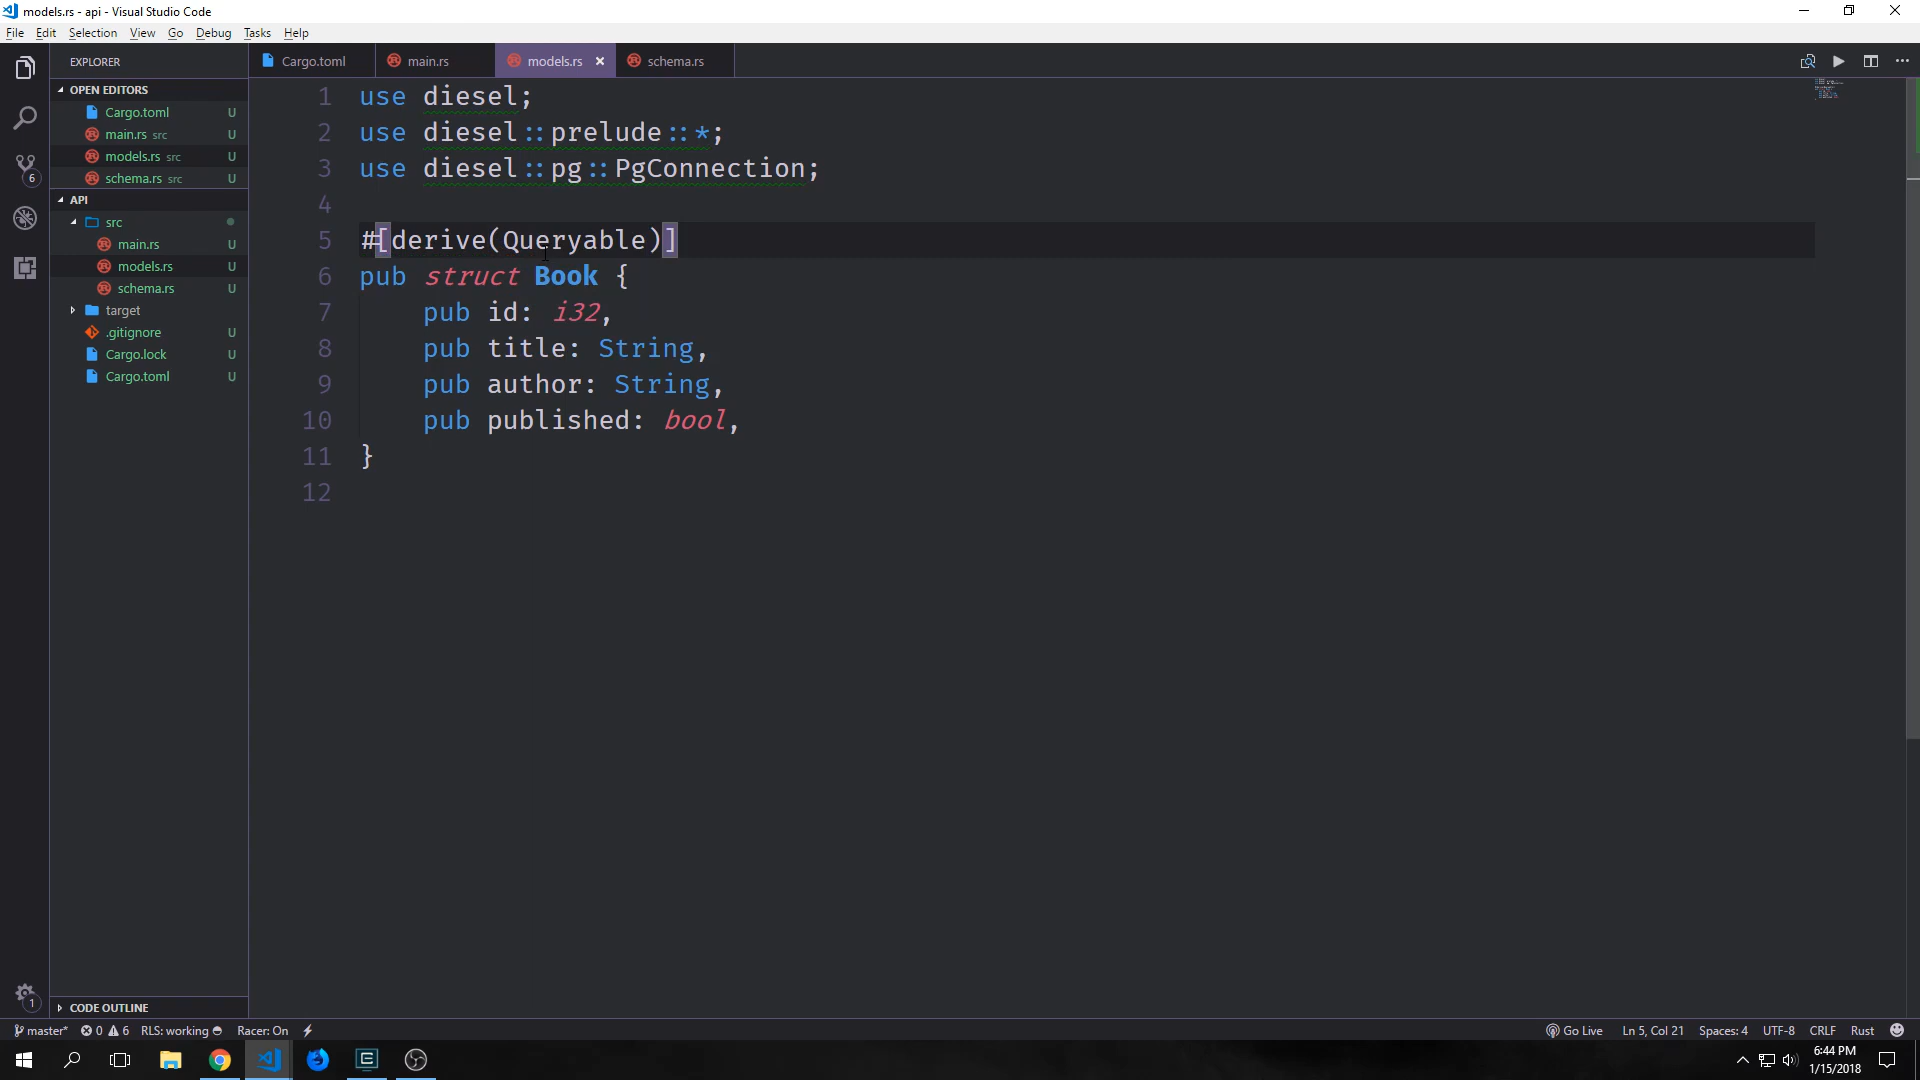 models.rs - api - Visual Studio Code
File Edit Selection View Go Debug Tasks Help
EXPLORER
OPEN EDITORS
Cargo.toml U
main.rs src U
models.rs src U
schema.rs src U
API
src
main.rs U
models.rs U
schema.rs U
target
.gitignore U
Cargo.lock U
Cargo.toml U
CODE OUTLINE
6
1
Cargo.toml main.rs models.rs × schema.rs
1 use diesel;
2 use diesel::prelude::*;
3 use diesel::pg::PgConnection;
4
5 #[derive(Queryable)]
6 pub struct Book {
7 pub id: i32,
8 pub title: String,
9 pub author: String,
10 pub published: bool,
11 }
12
master* 0 6 RLS: working Racer: On Go Live Ln 5, Col 21 Spaces: 4 UTF-8 CRLF Rust
6:44 PM
1/15/2018